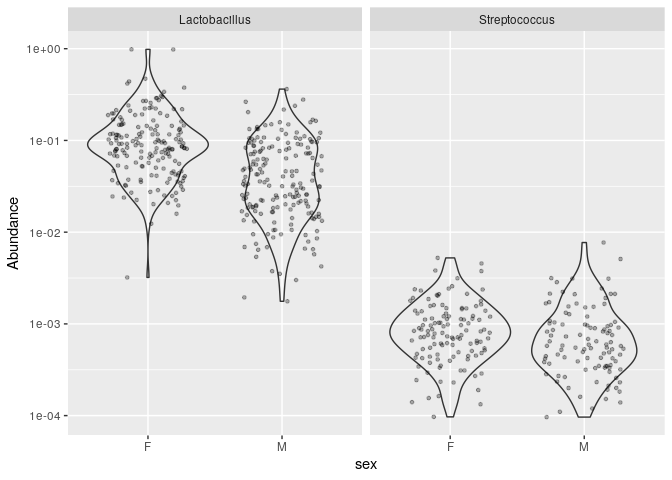 Lactobacillus
Streptococcus
Abundance
1e+00
1e-01
1e-02
1e-03
1e-04
F
M
F
M
sex